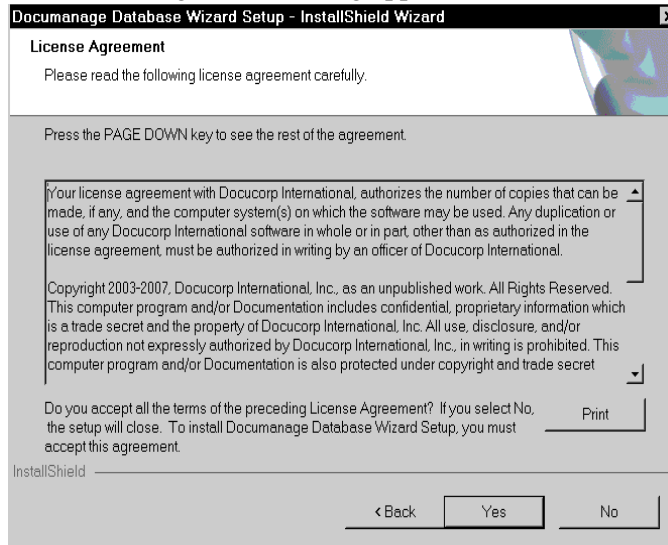 Documanage Database Wizard Setup - InstallShield Wizard
License Agreement
Please read the following license agreement carefully.
Press the PAGE DOWN key to see the rest of the agreement.
Your license agreement with Docucorp International, authorizes the number of copies that can be
made, if any, and the computer system(s) on which the software may be used. Any duplication or
use of any Docucorp International software in whole or in part, other than as authorized in the
license agreement, must be authorized in writing by an officer of Docucorp International.
Copyright 2003-2007, Docucorp International, Inc., as an unpublished work. All Rights Reserved.
This computer program and/or Documentation includes confidential, proprietary information which
is a trade secret and the property of Docucorp International, Inc. All use, disclosure, and/or
reproduction not expressly authorized by Docucorp International, Inc., in writing is prohibited. This
computer program and/or Documentation is also protected under copyright and trade secret
Do you accept all the terms of the preceding License Agreement? If you select No,
the setup will close. To install Documanage Database Wizard Setup, you must
accept this agreement.
Print
InstallShield
< Back
Yes
No